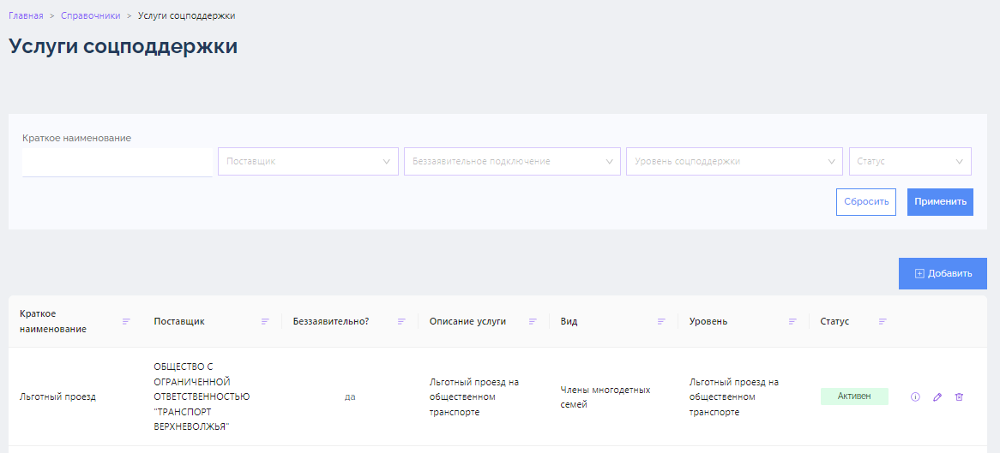 Главная > Справочники > Услуги соцподдержки
Услуги соцподдержки
Краткое наименование
Поставщик
Беззаявительное подключение
Уровень соцподдержки
Статус
Сбросить
Применить
Добавить
Краткое
наименование
Поставщик
Беззаявительно?
Описание услуги
Вид
Уровень
Статус
Льготный проезд
ОБЩЕСТВО С
ОГРАНИЧЕННОЙ
ОТВЕТСТВЕННОСТЬЮ
"ТРАНСПОРТ
ВЕРХНЕВОЛЖЬЯ"
да
Льготный проезд на
общественном
транспорте
Члены многодетных
семей
Льготный проезд на
общественном
транспорте
Активен